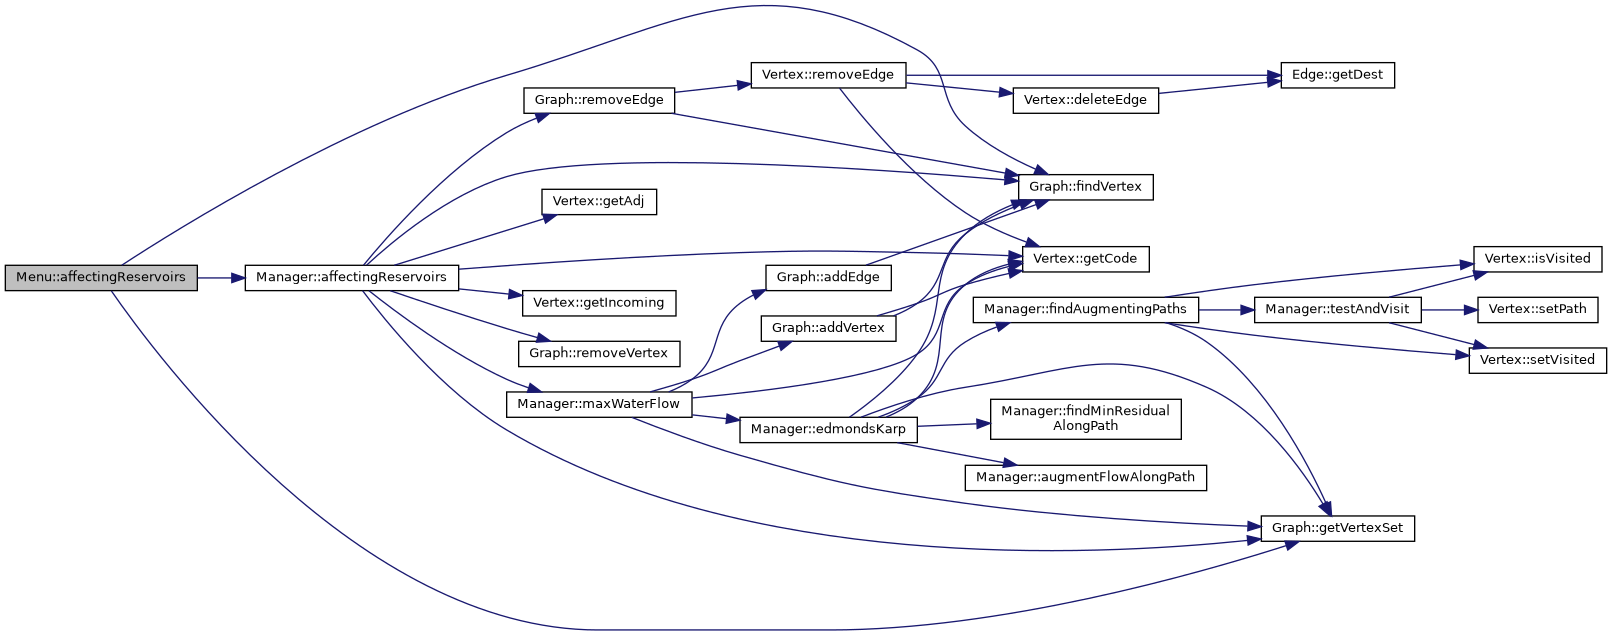 Menu::affectingReservoirs
Manager::affectingReservoirs
Graph::removeEdge
Vertex::getAdj
Vertex::getIncoming
Graph::removeVertex
Manager::maxWaterFlow
Vertex::removeEdge
Graph::addEdge
Graph::addVertex
Manager::edmondsKarp
Vertex::deleteEdge
Graph::findVertex
Vertex::getCode
Manager::findAugmentingPaths
Manager::findMinResidual
AlongPath
Manager::augmentFlowAlongPath
Edge::getDest
Manager::testAndVisit
Graph::getVertexSet
Vertex::isVisited
Vertex::setPath
Vertex::setVisited